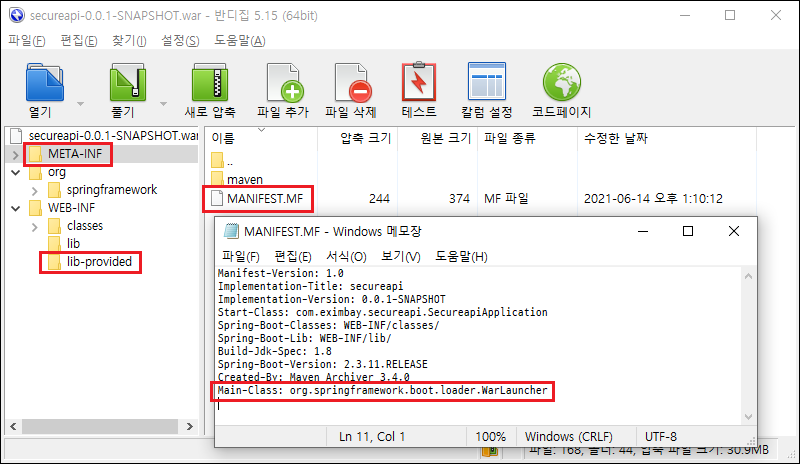 secureapi-0.0.1-SNAPSHOT.war - 반디집 5.15 (64bit)
파일(F) 편집(E) 찾기(I) 설정(S) 도움말(A)
열기 풀기 새로 압축 파일 추가 파일 삭제 테스트 칼럼 설정 코드페이지
secureapi-0.0.1-SNAPSHOT.war
META-INF
org
springframework
WEB-INF
classes
lib
lib-provided
이름 압축 크기 원본 크기 파일 종류 수정한 날짜
..
maven
MANIFEST.MF 244 374 MF 파일 2021-06-14 오후 1:10:12
MANIFEST.MF - Windows 메모장
파일(F) 편집(E) 서식(O) 보기(V) 도움말(H)
Manifest-Version: 1.0
Implementation-Title: secureapi
Implementation-Version: 0.0.1-SNAPSHOT
Start-Class: com.eximbay.secureapi.SecureapiApplication
Spring-Boot-Classes: WEB-INF/classes/
Spring-Boot-Lib: WEB-INF/lib/
Build-Jdk-Spec: 1.8
Spring-Boot-Version: 2.3.11.RELEASE
Created-By: Maven Archiver 3.4.0
Main-Class: org.springframework.boot.loader.WarLauncher
Ln 11, Col 1 100% Windows (CRLF) UTF-8
파일: 168, 폴더: 44, 압축 파일 크기: 30.9MB